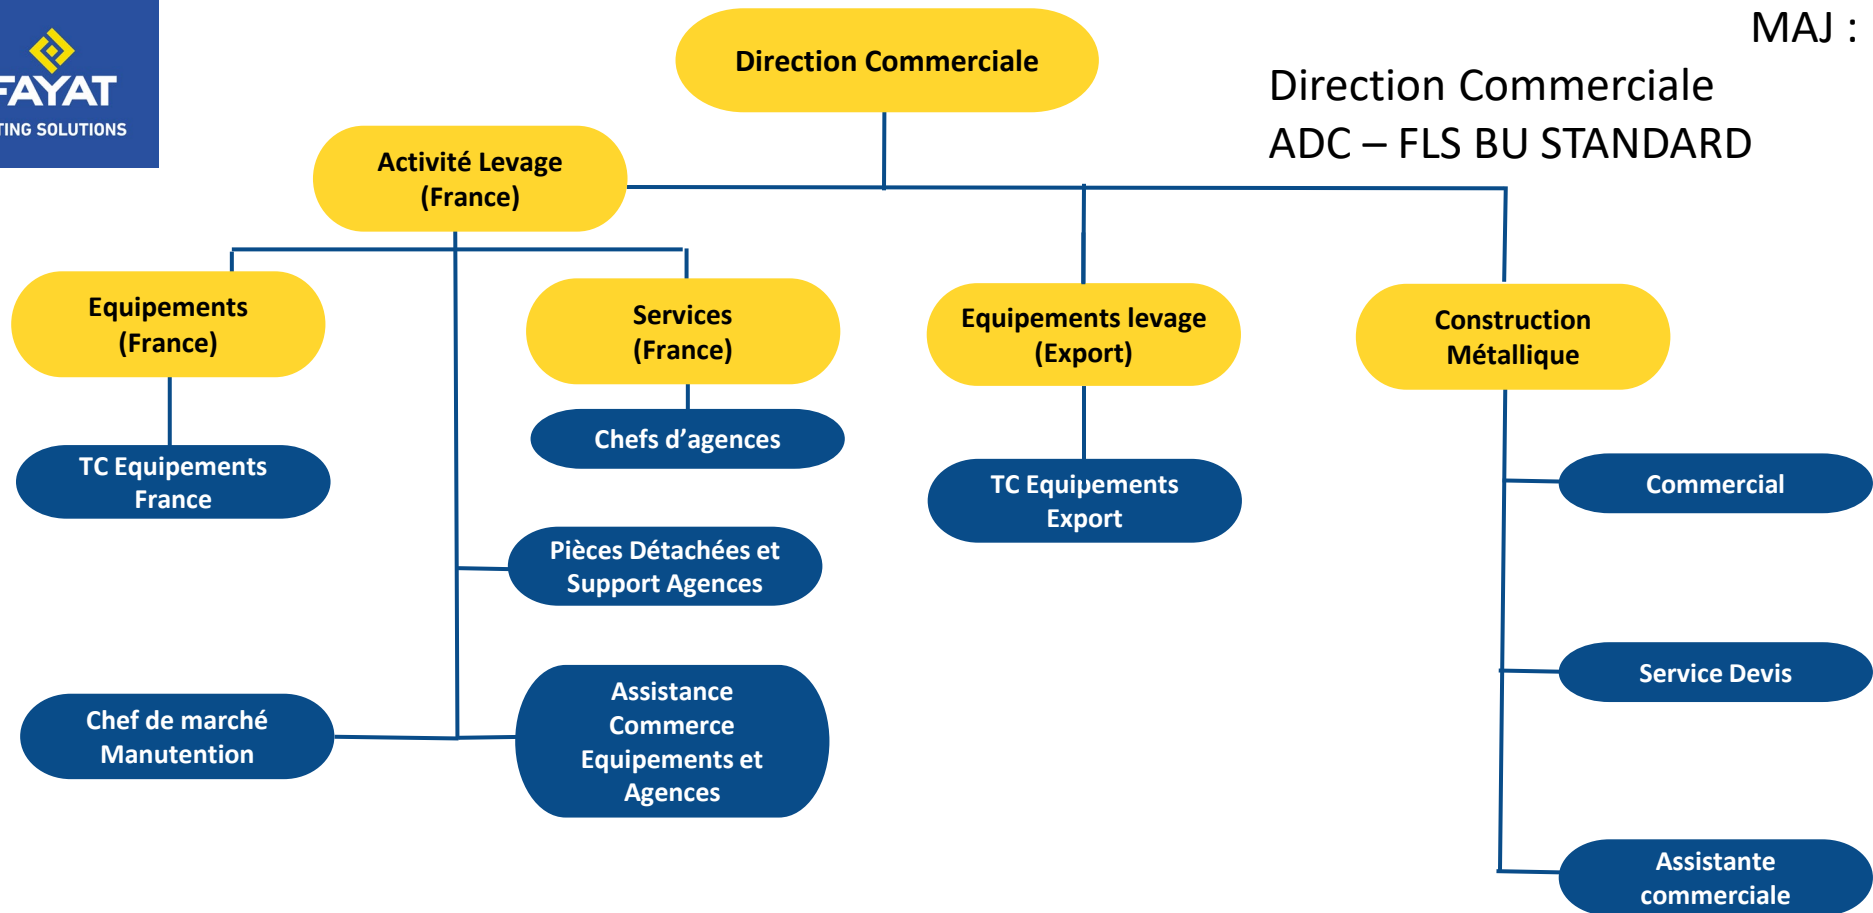 FAYAT
TING SOLUTIONS
MAJ :
Direction Commerciale
ADC – FLS BU STANDARD
Direction Commerciale
Activité Levage
(France)
Equipements
(France)
Services
(France)
Equipements levage
(Export)
Construction
Métallique
TC Equipements
France
Chefs d’agences
TC Equipements
Export
Commercial
Pièces Détachées et
Support Agences
Service Devis
Chef de marché
Manutention
Assistance
Commerce
Equipements et
Agences
Assistante
commerciale